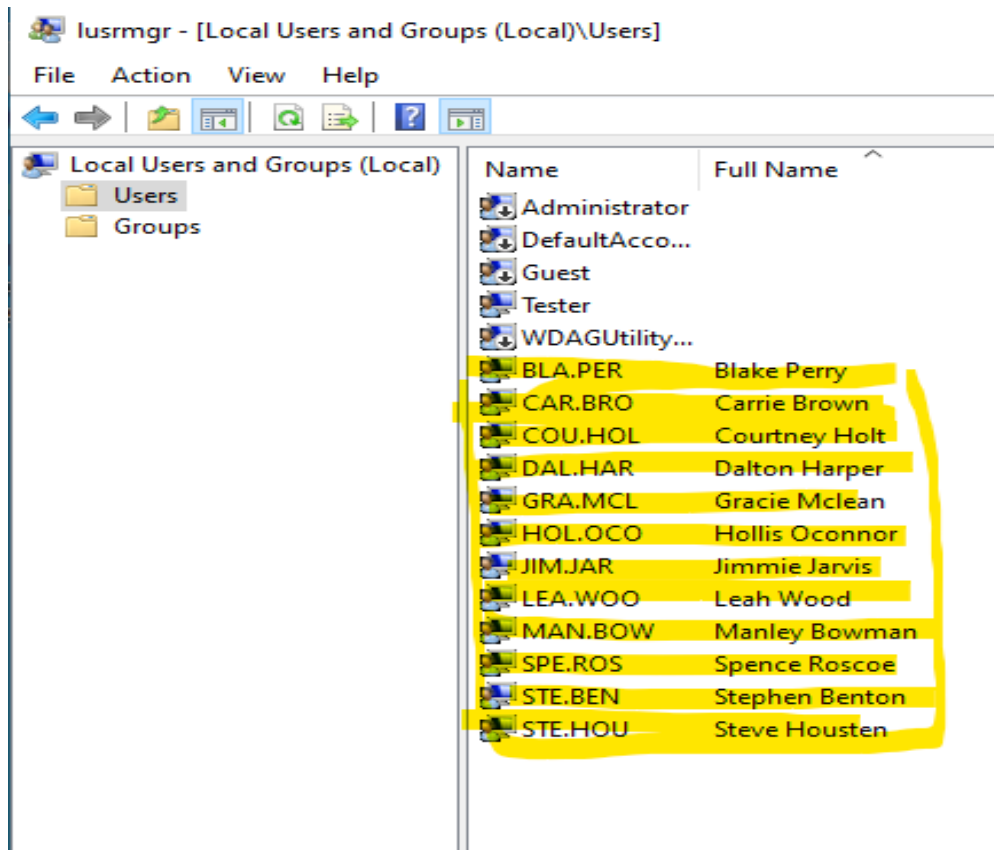 lusrmgr - [Local Users and Groups (Local)\Users]
File Action View Help
Local Users and Groups (Local)
Users
Groups
Name Full Name
Administrator
DefaultAcco...
Guest
Tester
WDAGUtility...
BLA.PER Blake Perry
CAR.BRO Carrie Brown
COU.HOL Courtney Holt
DAL.HAR Dalton Harper
GRA.MCL Gracie Mclean
HOL.OCO Hollis Oconnor
JIM.JAR Jimmie Jarvis
LEA.WOO Leah Wood
MAN.BOW Manley Bowman
SPE.ROS Spence Roscoe
STE.BEN Stephen Benton
STE.HOU Steve Housten